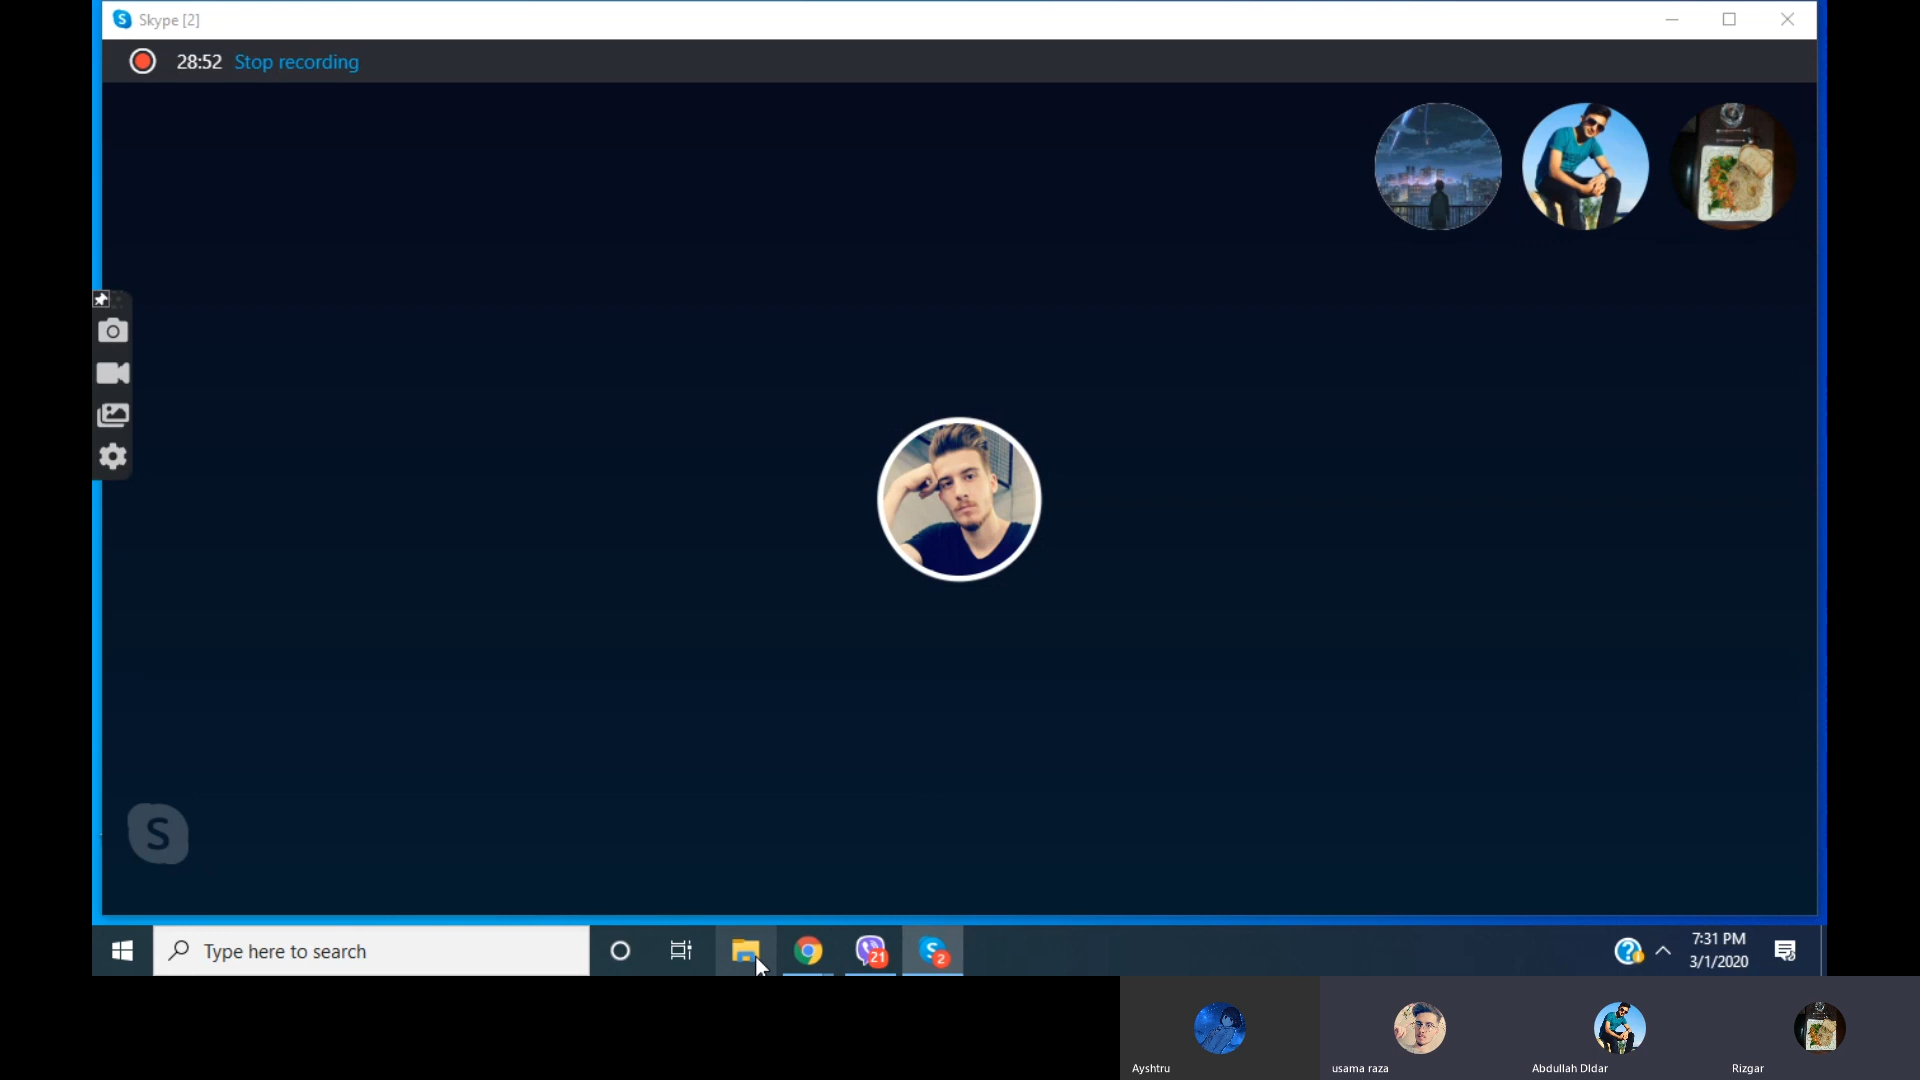 Skype [2]
28:52 Stop recording
S
Type here to search
21
2
7:31 PM
3/1/2020
Ayshtru
usama raza
Abdullah DIdar
Rizgar